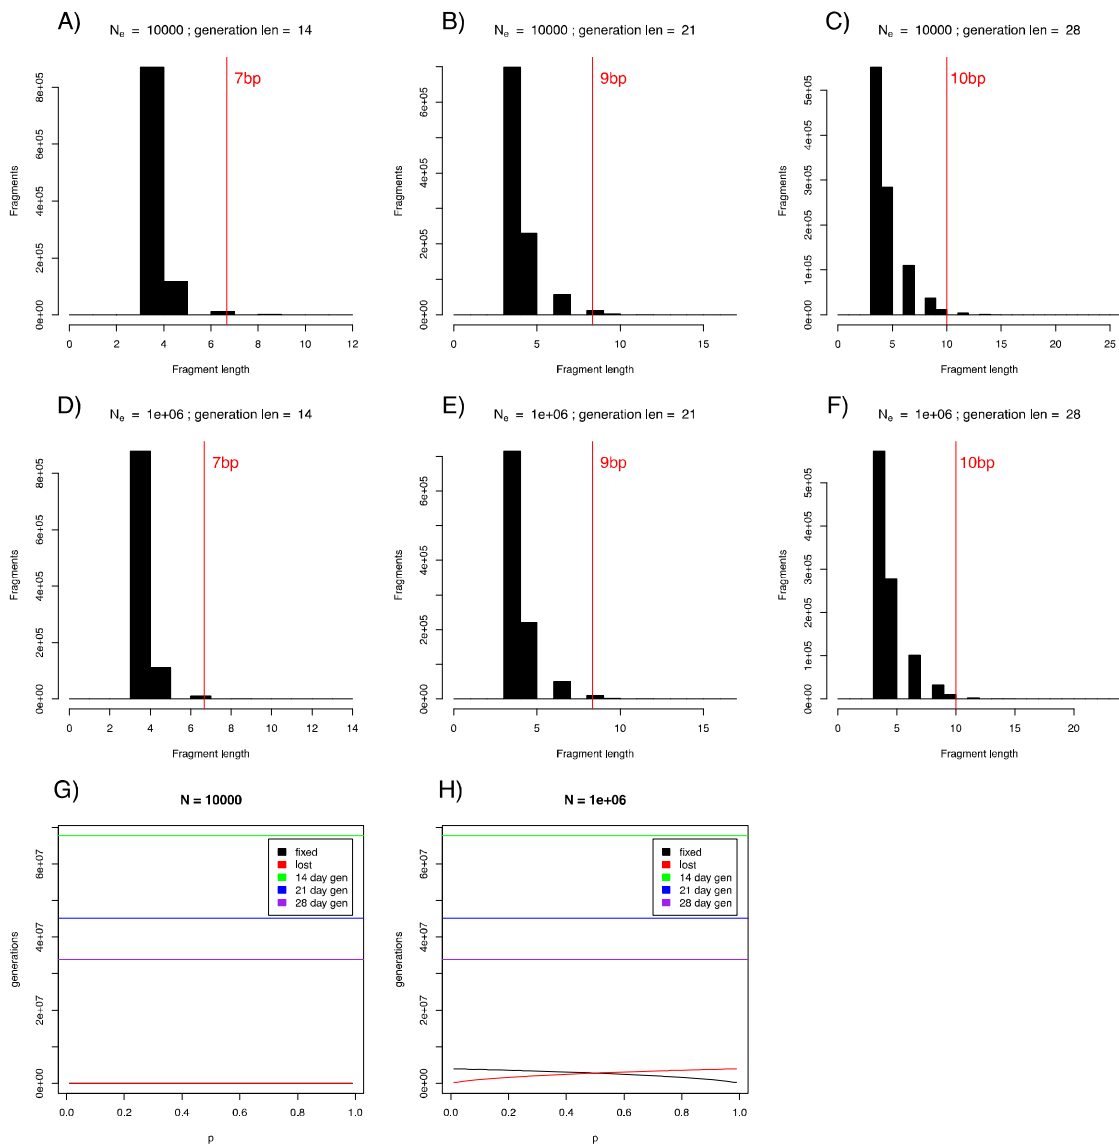 A)
N_e = 10000 ; generation len = 14
7bp
Fragments
0e+00
2e+05
4e+05
6e+05
8e+05
0
2
4
6
8
10
12
Fragment length
B)
N_e = 10000 ; generation len = 21
9bp
Fragments
0e+00
2e+05
4e+05
6e+05
0
5
10
15
Fragment length
C)
N_e = 10000 ; generation len = 28
10bp
Fragments
0e+00
1e+05
2e+05
3e+05
4e+05
5e+05
0
5
10
15
20
25
Fragment length
D)
N_e = 1e+06 ; generation len = 14
7bp
Fragments
0e+00
2e+05
4e+05
6e+05
8e+05
0
2
4
6
8
10
12
14
Fragment length
E)
N_e = 1e+06 ; generation len = 21
9bp
Fragments
0e+00
2e+05
4e+05
6e+05
0
5
10
15
Fragment length
F)
N_e = 1e+06 ; generation len = 28
10bp
Fragments
0e+00
1e+05
2e+05
3e+05
4e+05
5e+05
0
5
10
15
20
Fragment length
G)
N = 10000
fixed
lost
14 day gen
21 day gen
28 day gen
generations
0e+00
2e+07
4e+07
6e+07
0.0
0.2
0.4
0.6
0.8
1.0
p
H)
N = 1e+06
fixed
lost
14 day gen
21 day gen
28 day gen
generations
0e+00
2e+07
4e+07
6e+07
0.0
0.2
0.4
0.6
0.8
1.0
p